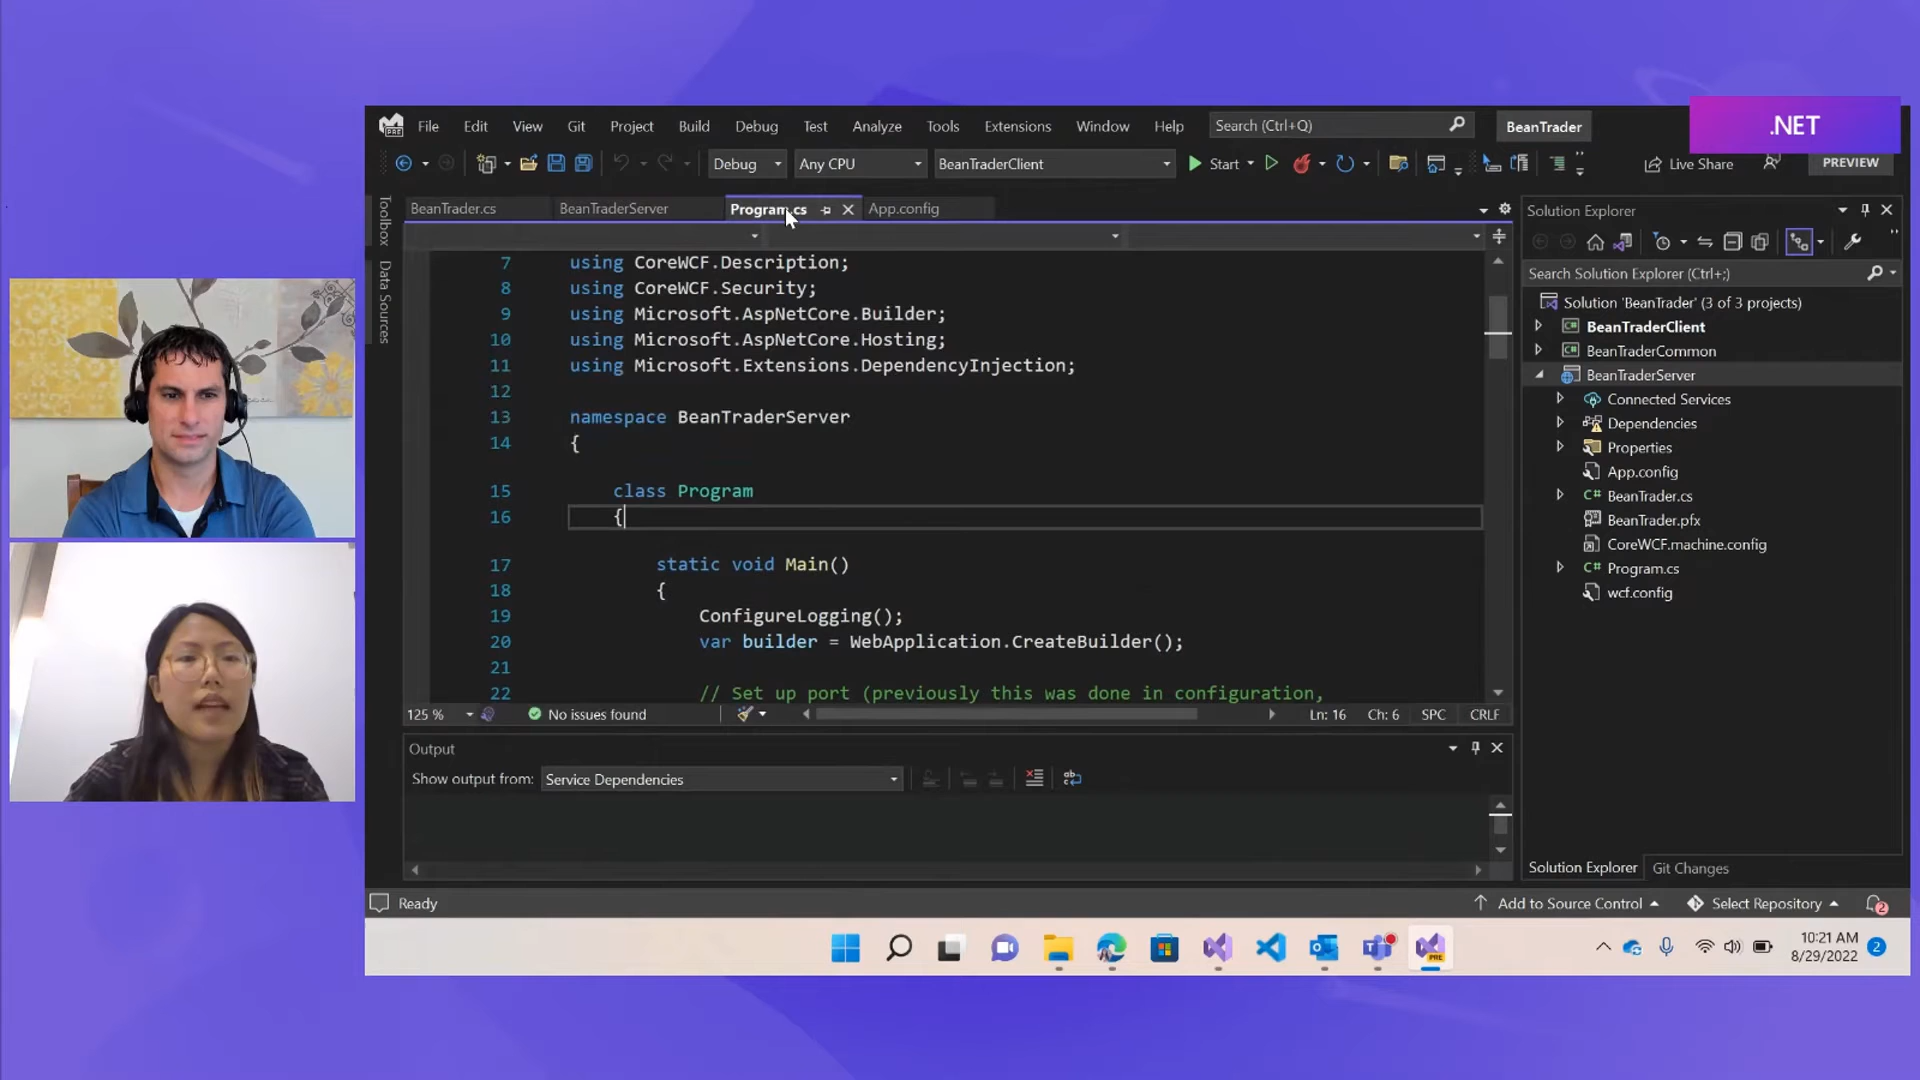 .NET
File Edit View Git Project Build Debug Test Analyze Tools Extensions Window Help Search (Ctrl+Q) BeanTrader
Debug Any CPU BeanTraderClient Start Live Share PREVIEW
BeanTrader.cs BeanTraderServer Program.cs App.config
Toolbox
Data Sources
7 using CoreWCF.Description;
8 using CoreWCF.Security;
9 using Microsoft.AspNetCore.Builder;
10 using Microsoft.AspNetCore.Hosting;
11 using Microsoft.Extensions.DependencyInjection;
12
13 namespace BeanTraderServer
14 {
15 class Program
16 {
17 static void Main()
18 {
19 ConfigureLogging();
20 var builder = WebApplication.CreateBuilder();
21
22 // Set up port (previously this was done in configuration,
125 % No issues found Ln: 16 Ch: 6 SPC CRLF
Output
Show output from: Service Dependencies
Solution Explorer
Search Solution Explorer (Ctrl+;)
Solution 'BeanTrader' (3 of 3 projects)
C# BeanTraderClient
C# BeanTraderCommon
BeanTraderServer
Connected Services
Dependencies
Properties
App.config
C# BeanTrader.cs
BeanTrader.pfx
CoreWCF.machine.config
C# Program.cs
wcf.config
Solution Explorer Git Changes
Ready Add to Source Control Select Repository 2
PRE
10:21 AM
8/29/2022
2